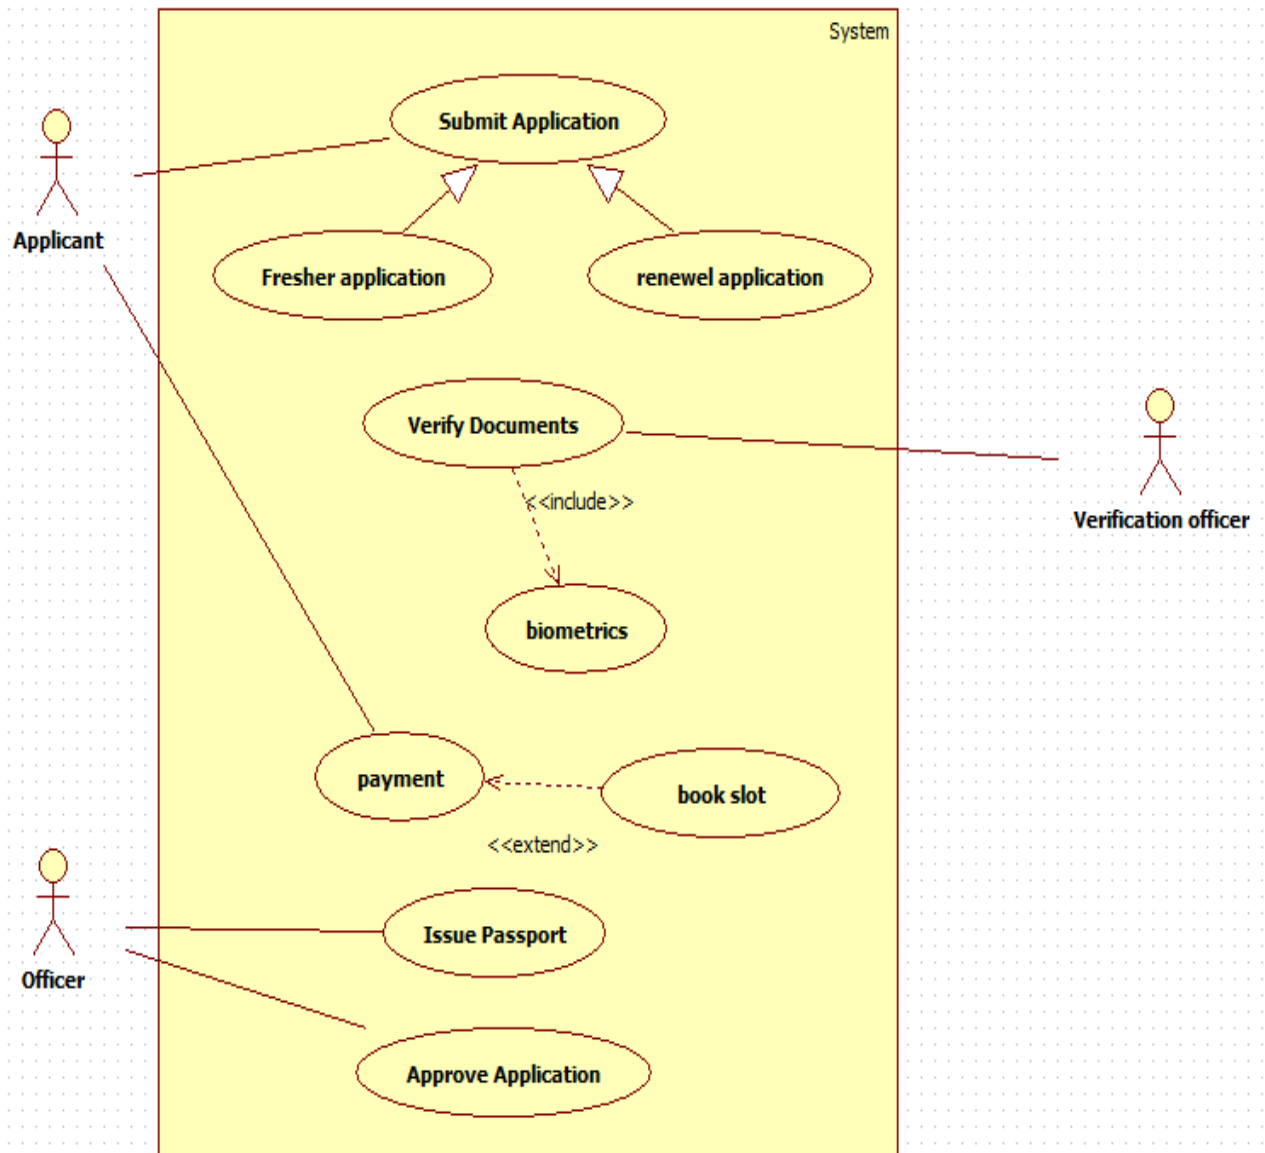 System
Submit Application
Applicant
Fresher application
renewel application
Verify Documents
<<include>>
Verification officer
biometrics
payment
book slot
<<extend>>
Issue Passport
Officer
Approve Application